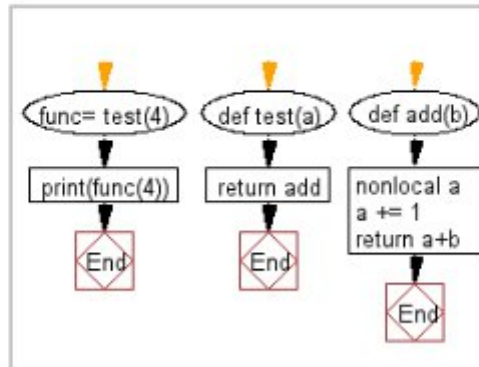 func= test(4)
print(func(4))
End
def test(a)
return add
End
def add(b)
nonlocal a
a += 1
return a+b
End